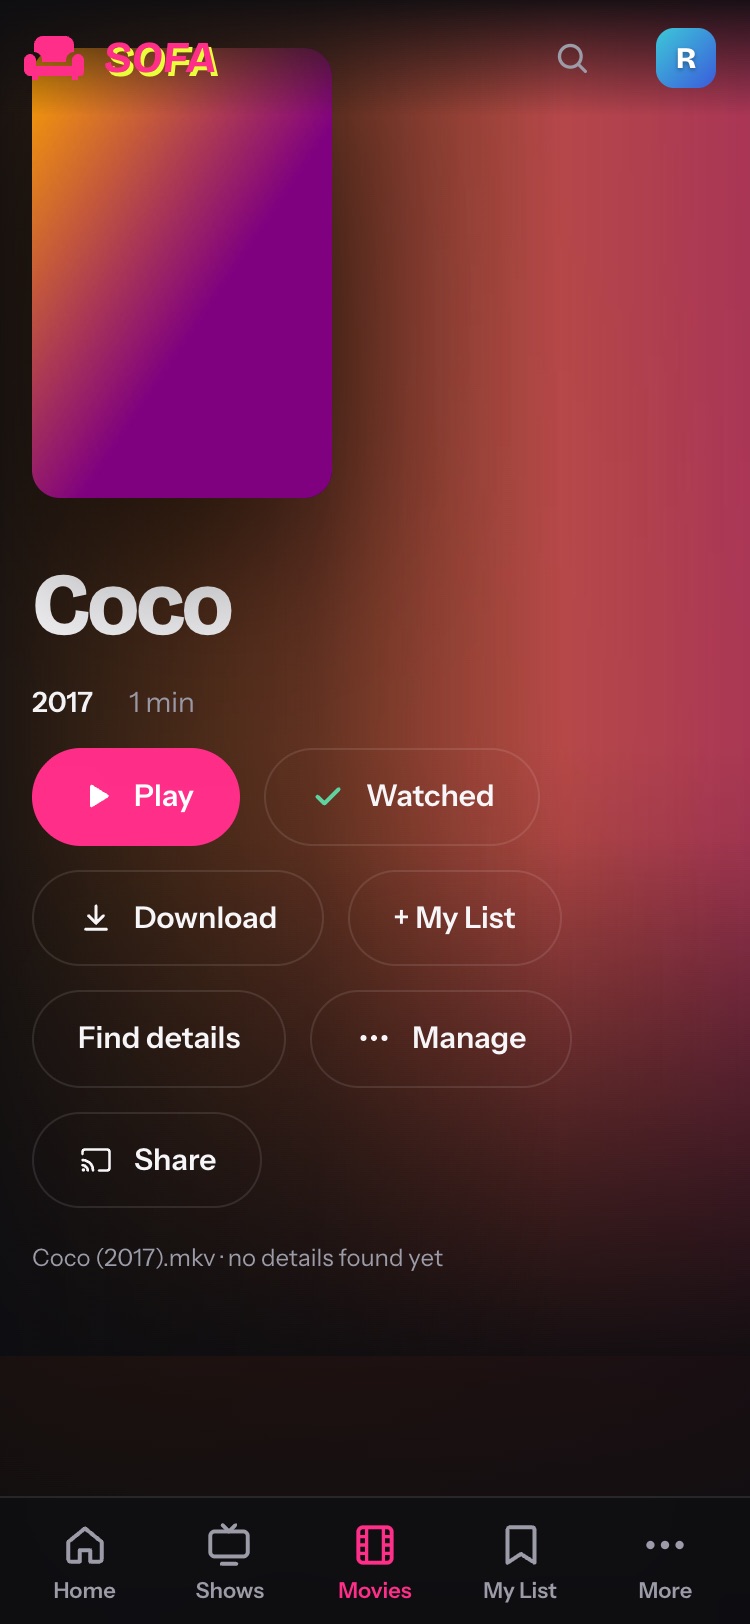 SOFA
R
Coco
2017 1 min
Play
Watched
Download
+ My List
Find details
Manage
Share
Coco (2017).mkv · no details found yet
Home
Shows
Movies
My List
More